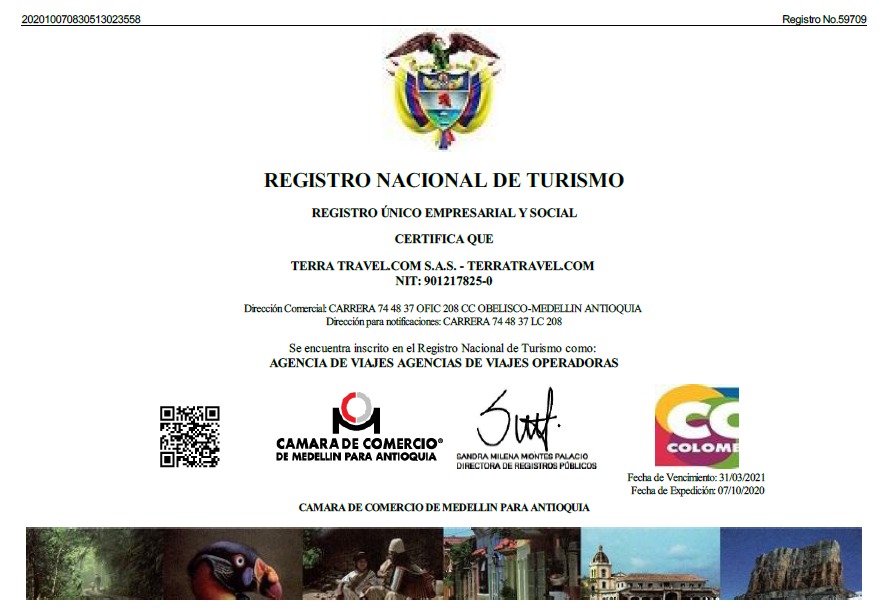 202010070830513023558 Registro No.59709
REGISTRO NACIONAL DE TURISMO
REGISTRO ÚNICO EMPRESARIAL Y SOCIAL
CERTIFICA QUE
TERRA TRAVEL.COM S.A.S. - TERRATRAVEL.COM
NIT: 901217825-0
Dirección Comercial: CARRERA 74 48 37 OFIC 208 CC OBELISCO-MEDELLIN ANTIOQUIA
Dirección para notificaciones: CARRERA 74 48 37 LC 208
Se encuentra inscrito en el Registro Nacional de Turismo como:
AGENCIA DE VIAJES AGENCIAS DE VIAJES OPERADORAS
CAMARA DE COMERCIO®
DE MEDELLIN PARA ANTIOQUIA
SANDRA MILENA MONTES PALACIO
DIRECTORA DE REGISTROS PÚBLICOS
CO
COLOMB
Fecha de Vencimiento: 31/03/2021
Fecha de Expedición: 07/10/2020
CAMARA DE COMERCIO DE MEDELLIN PARA ANTIOQUIA